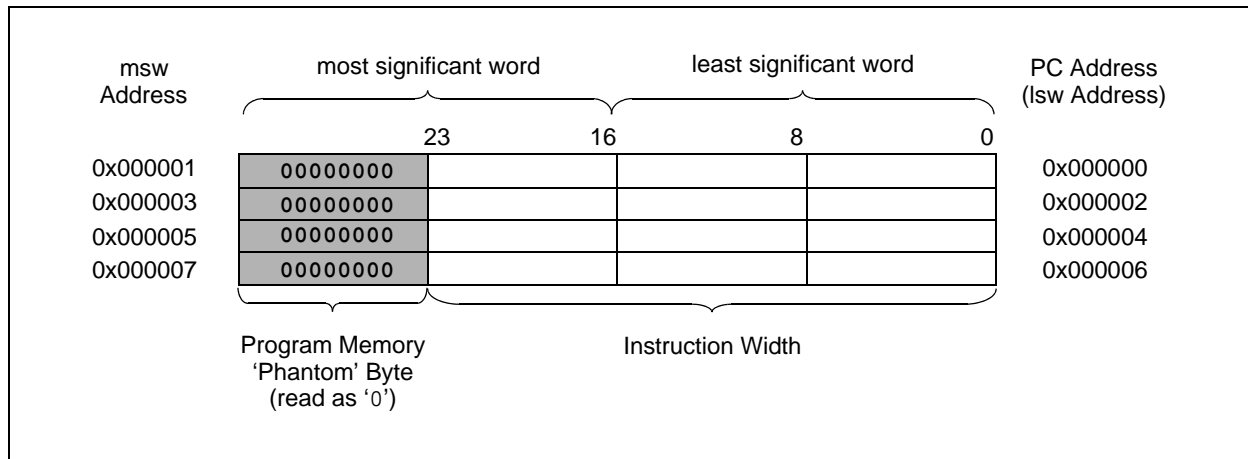 msw
Address
most significant word
least significant word
PC Address
(lsw Address)
23 16 8 0
0x000001 00000000 0x000000
0x000003 00000000 0x000002
0x000005 00000000 0x000004
0x000007 00000000 0x000006
Program Memory
‘Phantom’ Byte
(read as ‘0’)
Instruction Width